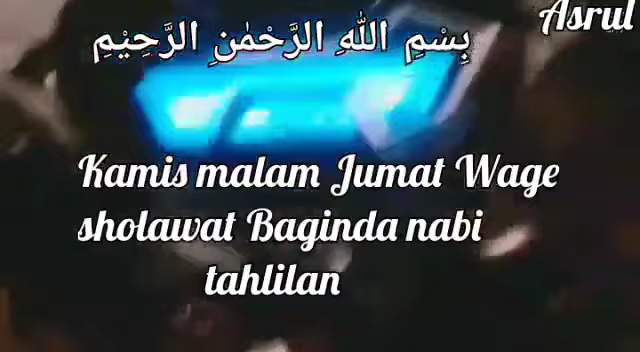 Asrul
بِسْمِ اللهِ الرَّحْمٰنِ الرَّحِيْمِ
Kamis malam Jumat Wage
sholawat Baginda nabi
tahlilan